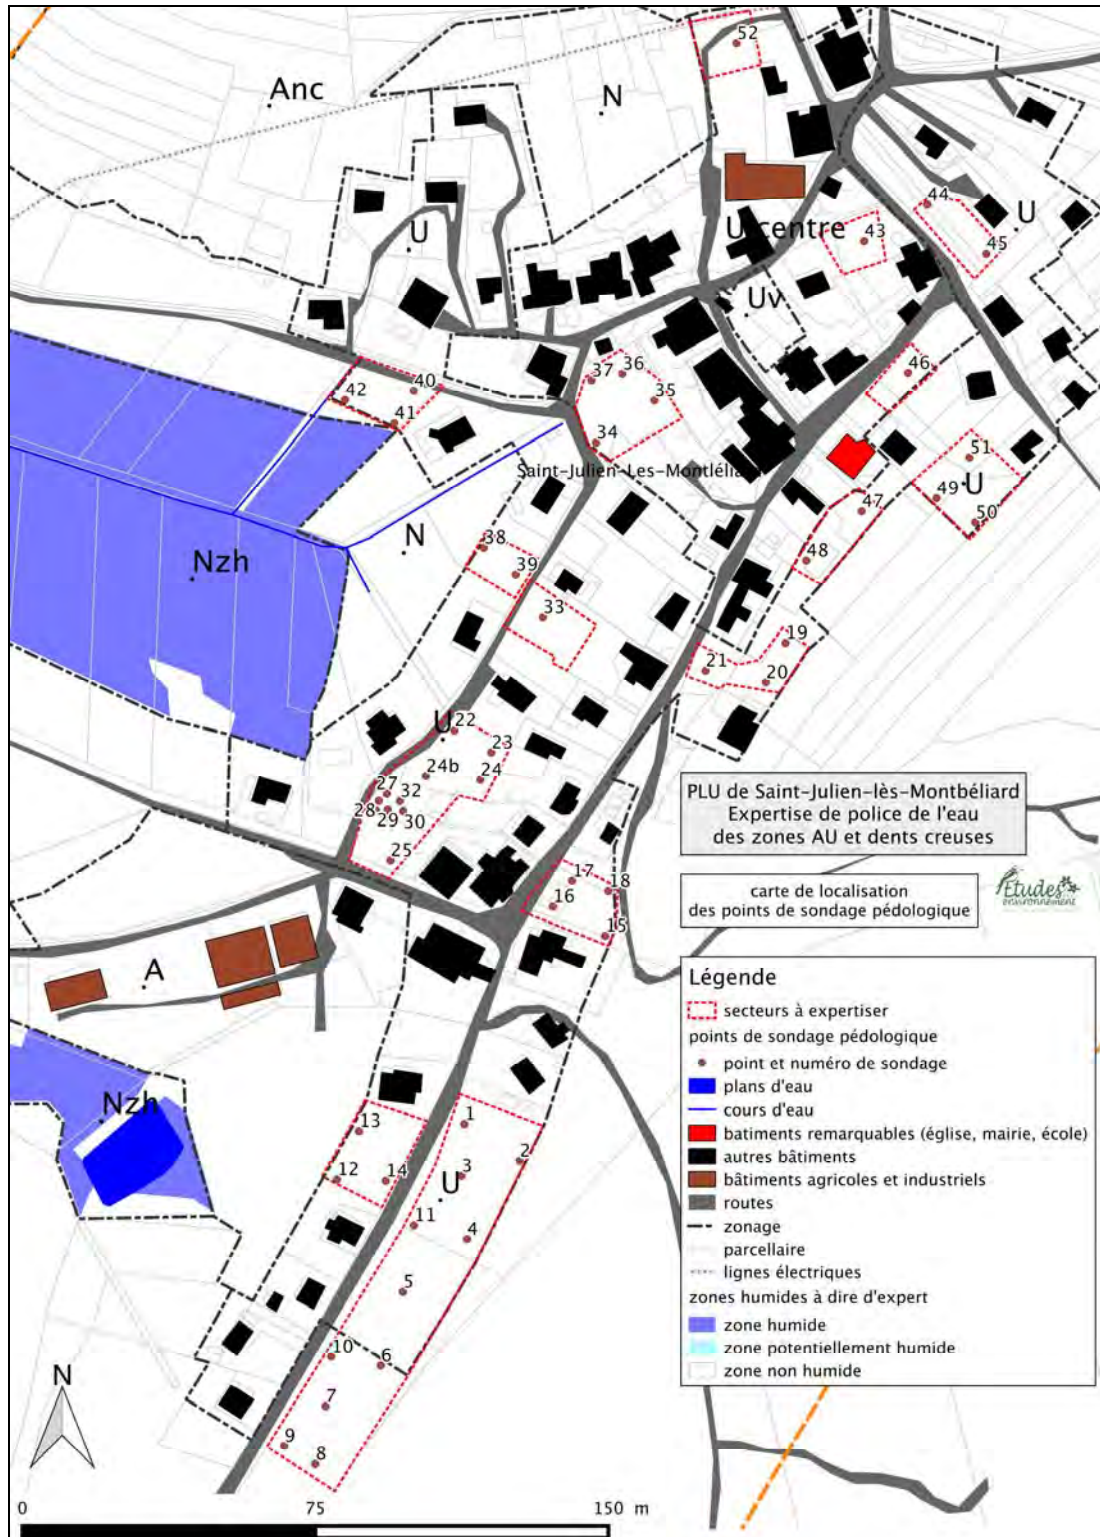 52
Anc
N
44
U
U
U centre
43
45
Uv
37
36
40
42
35
46
41
34
51
Saint-Julien-Les-Montléliard
49
U
47
50
N
38
48
Nzh
39
33
19
21
20
U
22
23
24b
24
27
32
28
29
30
25
PLU de Saint-Julien-lès-Montbéliard
Expertise de police de l'eau
des zones AU et dents creuses
17
18
16
carte de localisation
des points de sondage pédologique
Études
environnement
15
A
Légende
secteurs à expertiser
points de sondage pédologique
point et numéro de sondage
plans d'eau
cours d'eau
batiments remarquables (église, mairie, école)
autres bâtiments
bâtiments agricoles et industriels
routes
zonage
parcellaire
lignes électriques
zones humides à dire d'expert
zone humide
zone potentiellement humide
zone non humide
Nzh
1
13
2
12
14
3
U
11
4
5
10
6
N
7
9
8
0 75 150 m